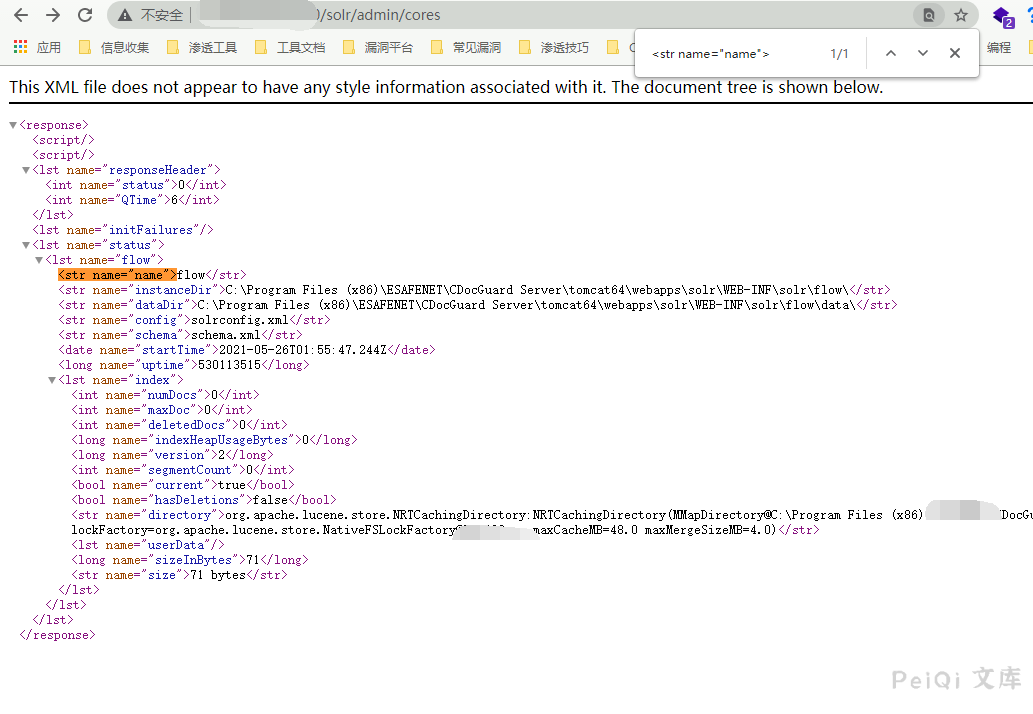 不安全 | /solr/admin/cores
应用 信息收集 渗透工具 工具文档 漏洞平台 常见漏洞 渗透技巧 编程
<str name="name"> 1/1
2
This XML file does not appear to have any style information associated with it. The document tree is shown below.
▼<response>
<script/>
<script/>
▼<lst name="responseHeader">
<int name="status">0</int>
<int name="QTime">6</int>
</lst>
<lst name="initFailures"/>
▼<lst name="status">
▼<lst name="flow">
<str name="name">flow</str>
<str name="instanceDir">C:\Program Files (x86)\ESAFENET\CDocGuard Server\tomcat64\webapps\solr\WEB-INF\solr\flow\</str>
<str name="dataDir">C:\Program Files (x86)\ESAFENET\CDocGuard Server\tomcat64\webapps\solr\WEB-INF\solr\flow\data\</str>
<str name="config">solrconfig.xml</str>
<str name="schema">schema.xml</str>
<date name="startTime">2021-05-26T01:55:47.244Z</date>
<long name="uptime">530113515</long>
▼<lst name="index">
<int name="numDocs">0</int>
<int name="maxDoc">0</int>
<int name="deletedDocs">0</int>
<long name="indexHeapUsageBytes">0</long>
<long name="version">2</long>
<int name="segmentCount">0</int>
<bool name="current">true</bool>
<bool name="hasDeletions">false</bool>
<str name="directory">org.apache.lucene.store.NRTCachingDirectory:NRTCachingDirectory(MMapDirectory@C:\Program Files (x86) DocGu
lockFactory=org.apache.lucene.store.NativeFSLockFactory maxCacheMB=48.0 maxMergeSizeMB=4.0)</str>
<lst name="userData"/>
<long name="sizeInBytes">71</long>
<str name="size">71 bytes</str>
</lst>
</lst>
</lst>
</response>
PeiQi 文库